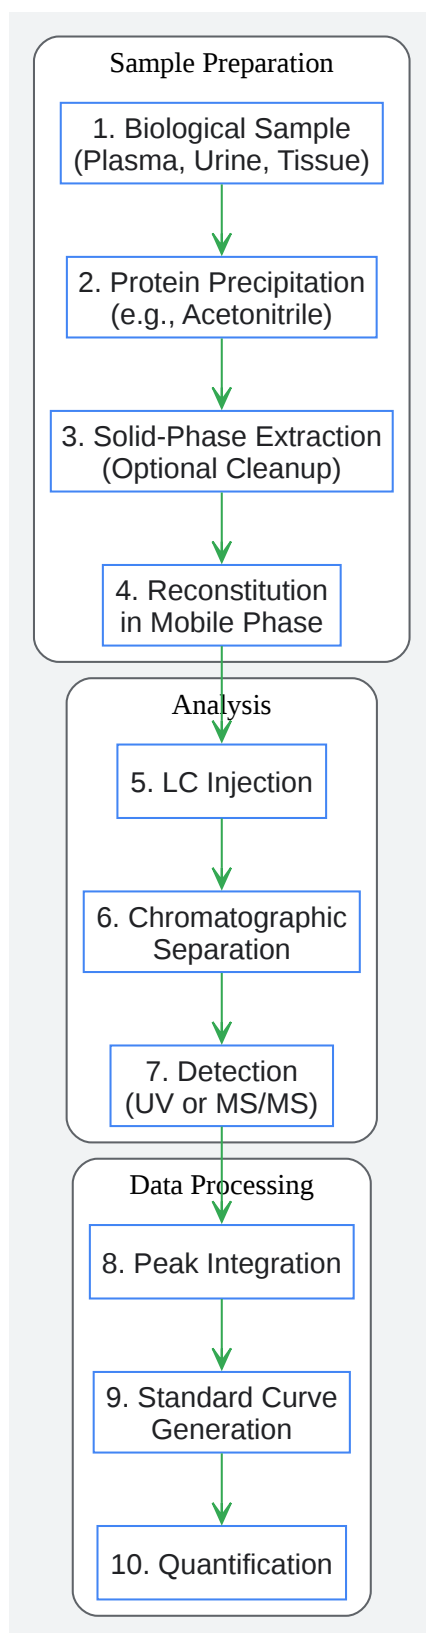 Sample Preparation
1. Biological Sample
(Plasma, Urine, Tissue)
2. Protein Precipitation
(e.g., Acetonitrile)
3. Solid-Phase Extraction
(Optional Cleanup)
4. Reconstitution
in Mobile Phase
Analysis
5. LC Injection
6. Chromatographic
Separation
7. Detection
(UV or MS/MS)
Data Processing
8. Peak Integration
9. Standard Curve
Generation
10. Quantification